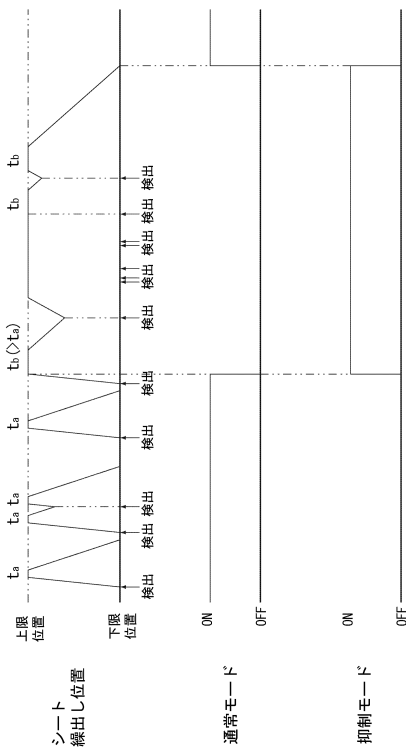 ta ta ta ta tb(>ta) tb tb
上限
位置
シート
繰出し位置
下限
位置
検出 検出 検出 検出 検出 検出 検出 検出 検出 検出
通常モード
ON
OFF
抑制モード
ON
OFF